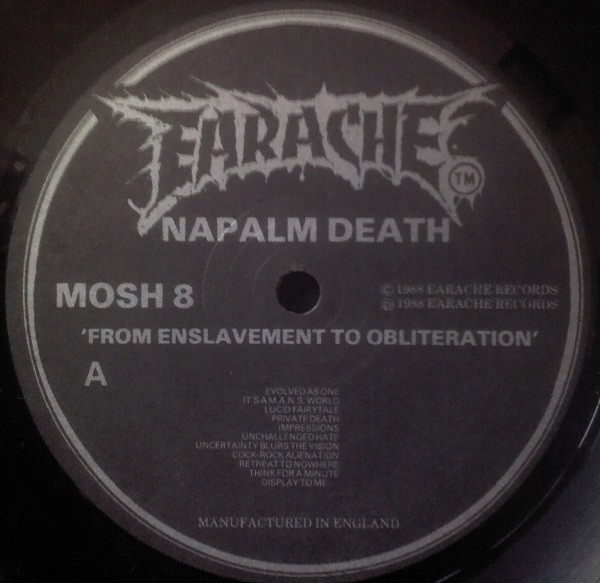 EARACHE
TM
NAPALM DEATH
MOSH 8
© 1988 EARACHE RECORDS
℗ 1988 EARACHE RECORDS
'FROM ENSLAVEMENT TO OBLITERATION'
A
EVOLVED AS ONE
IT'S A M.A.N.S. WORLD
LUCID FAIRYTALE
PRIVATE DEATH
IMPRESSIONS
UNCHALLENGED HATE
UNCERTAINTY BLURS THE VISION
COCK-ROCK ALIENATION
RETREAT TO NOWHERE
THINK FOR A MINUTE
DISPLAY TO ME
MANUFACTURED IN ENGLAND